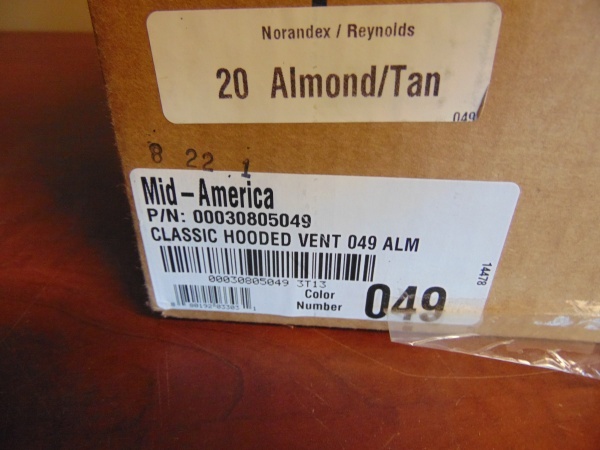 Norandex / Reynolds
20 Almond/Tan
049
8 22 1
Mid-America
P/N: 00030805049
CLASSIC HOODED VENT 049 ALM
00030805049 3T13
14478
Color
Number
049